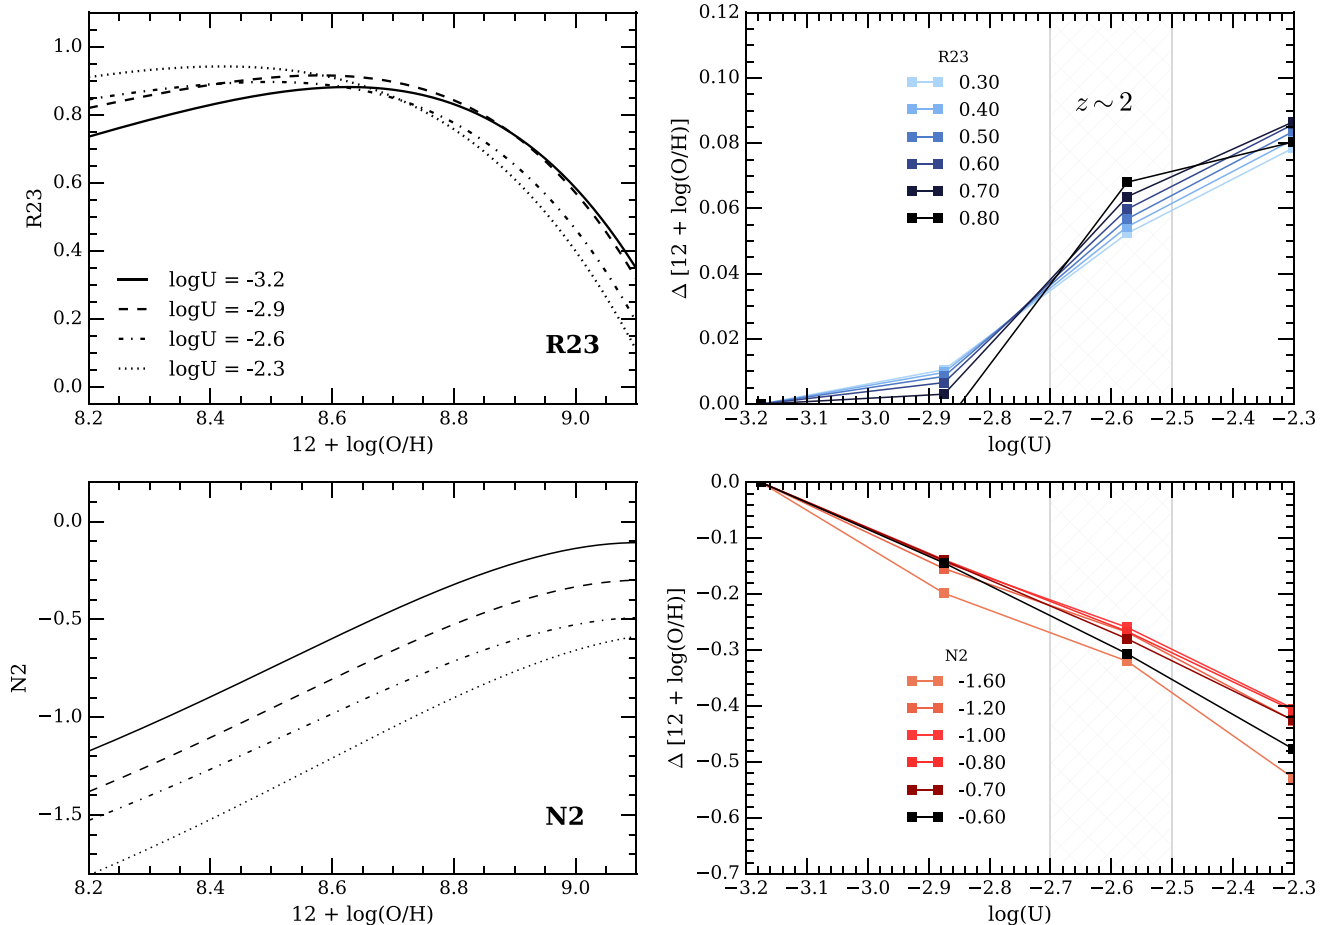 1.0
0.8
0.6
0.4
0.2
0.0
R23
logU = -3.2
logU = -2.9
logU = -2.6
logU = -2.3
R23
8.2 8.4 8.6 8.8 9.0
12 + log(O/H)
0.12
0.10
0.08
0.06
0.04
0.02
0.00
Δ [12 + log(O/H)]
R23
0.30
0.40
0.50
0.60
0.70
0.80
z ∼ 2
−3.2 −3.1 −3.0 −2.9 −2.8 −2.7 −2.6 −2.5 −2.4 −2.3
log(U)
0.0
−0.5
−1.0
−1.5
N2
N2
8.2 8.4 8.6 8.8 9.0
12 + log(O/H)
0.0
−0.1
−0.2
−0.3
−0.4
−0.5
−0.6
−0.7
Δ [12 + log(O/H)]
N2
-1.60
-1.20
-1.00
-0.80
-0.70
-0.60
−3.2 −3.1 −3.0 −2.9 −2.8 −2.7 −2.6 −2.5 −2.4 −2.3
log(U)